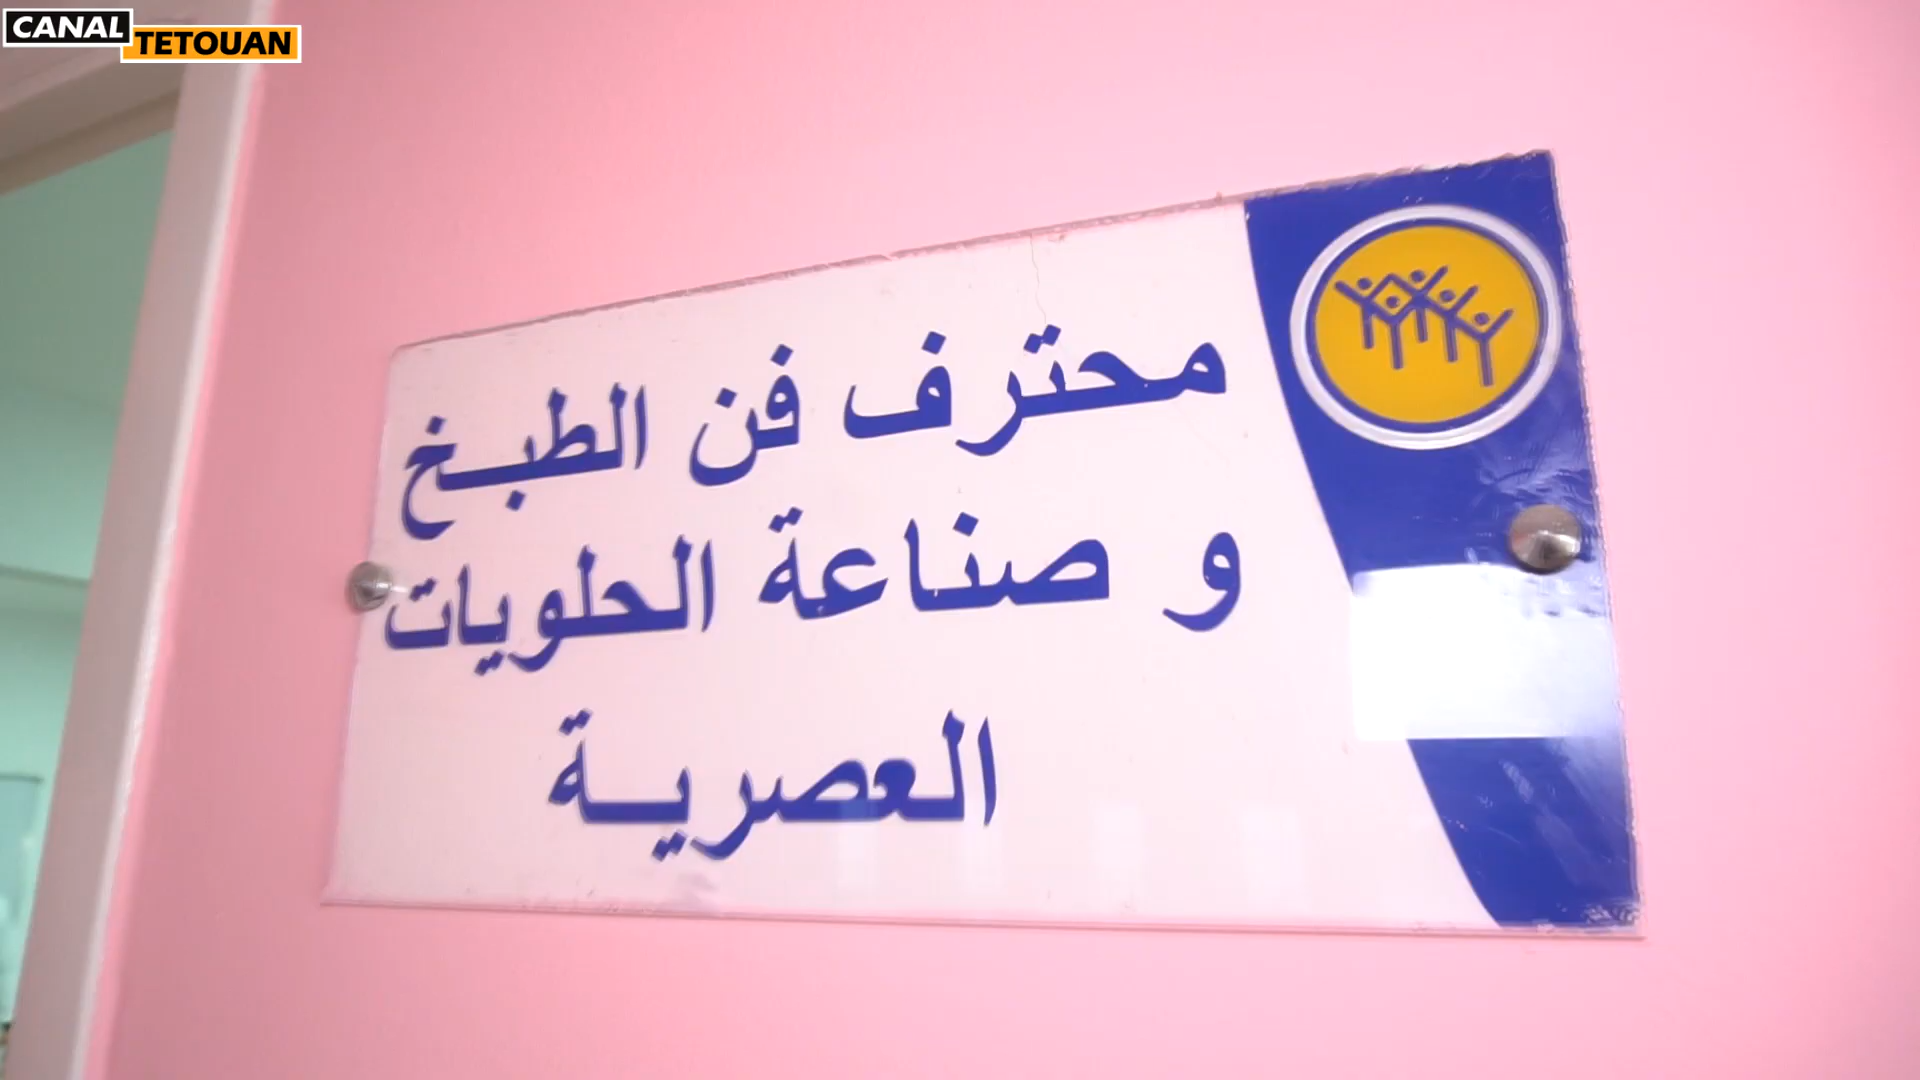 CANAL
TETOUAN
محترف فن الطبخ
و صناعة الحلويات
العصرية